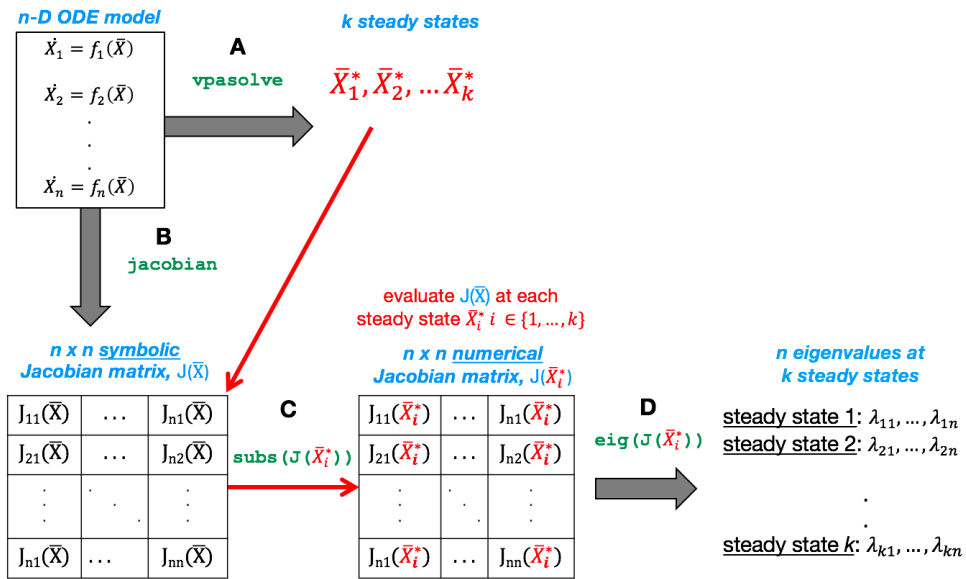 n-D ODE model
Ẋ₁ = f₁(X̄)
Ẋ₂ = f₂(X̄)
.
.
.
Ẋₙ = fₙ(X̄)
A
vpasolve
k steady states
X̄₁*, X̄₂*, … X̄ₖ*
B
jacobian
evaluate J(X̄) at each
steady state X̄ᵢ* i ∈ {1, …, k}
n x n symbolic
Jacobian matrix, J(X̄)
J₁₁(X̄) ... Jₙ₁(X̄)
J₂₁(X̄) ... Jₙ₂(X̄)
. . .
. . .
. . .
Jₙ₁(X̄) ... Jₙₙ(X̄)
C
subs(J(X̄ᵢ*))
n x n numerical
Jacobian matrix, J(X̄ᵢ*)
J₁₁(X̄ᵢ*) ... Jₙ₁(X̄ᵢ*)
J₂₁(X̄ᵢ*) ... Jₙ₂(X̄ᵢ*)
. . .
. . .
. . .
Jₙ₁(X̄ᵢ*) ... Jₙₙ(X̄ᵢ*)
D
eig(J(X̄ᵢ*))
n eigenvalues at
k steady states
steady state 1: λ₁₁, …, λ₁ₙ
steady state 2: λ₂₁, …, λ₂ₙ
.
.
steady state k: λₖ₁, …, λₖₙ